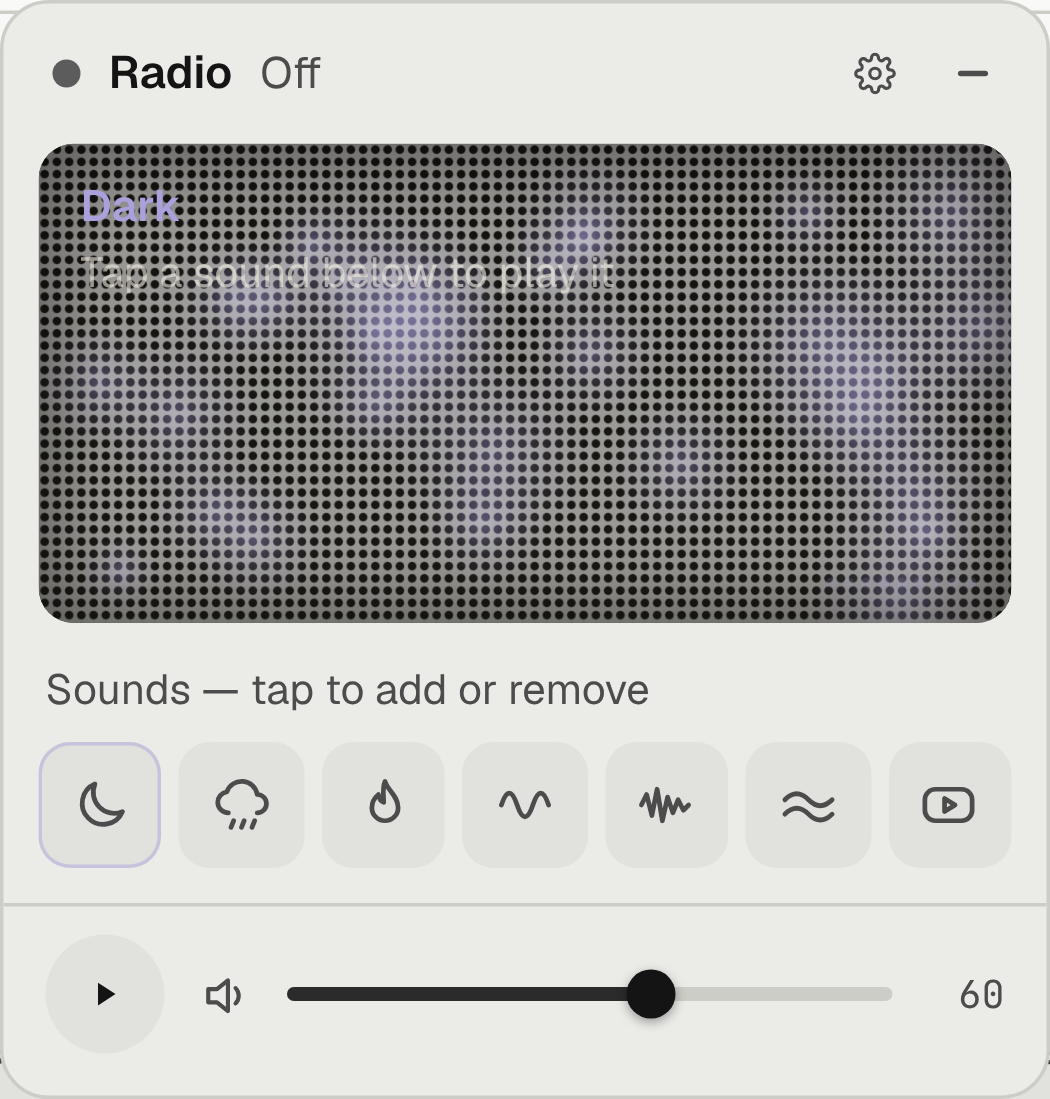 Radio Off
Dark
Tap a sound below to play it
Sounds — tap to add or remove
60